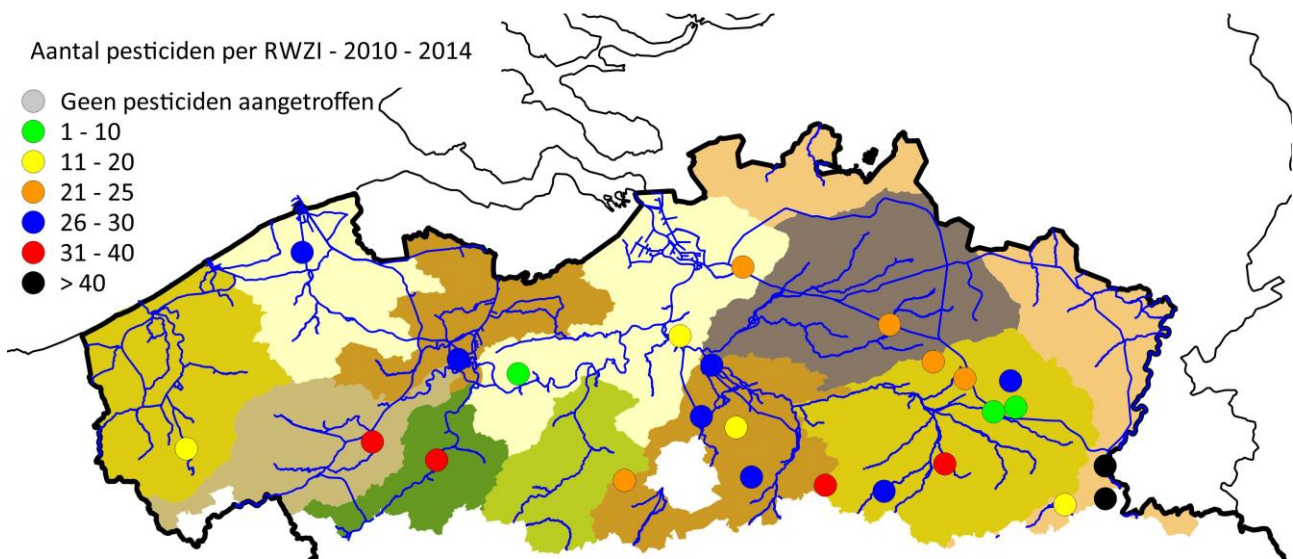 Aantal pesticiden per RWZI - 2010 - 2014
Geen pesticiden aangetroffen
1 - 10
11 - 20
21 - 25
26 - 30
31 - 40
> 40